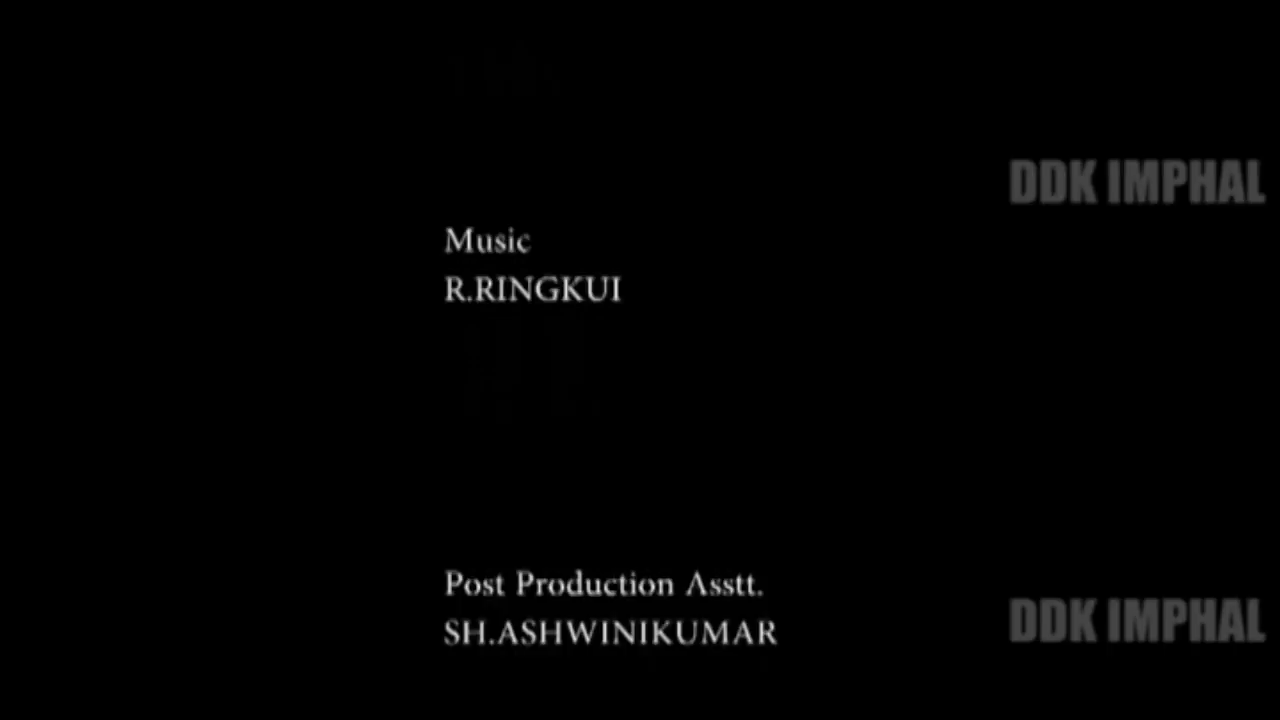 DDK IMPHAL
Music
R.RINGKUI
Post Production Asstt.
SH.ASHWINIKUMAR
DDK IMPHAL